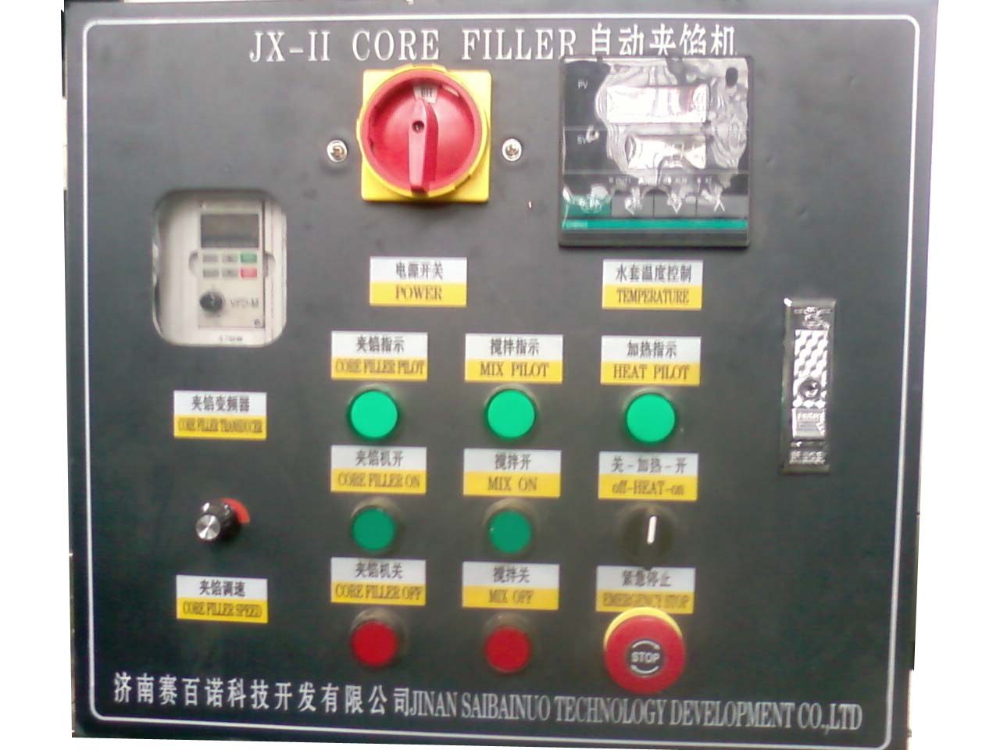 JX-II CORE FILLER 自动夹馅机
OFF
PV
SV
OUT1
ALM
AT
VFD-M
电源开关
POWER
水套温度控制
TEMPERATURE
夹馅指示
CORE FILLER PILOT
搅拌指示
MIX PILOT
加热指示
HEAT PILOT
夹馅变频器
CORE FILLER TRANSDUCER
夹馅机开
CORE FILLER ON
搅拌开
MIX ON
关-加热-开
off-HEAT-on
夹馅机关
CORE FILLER OFF
搅拌关
MIX OFF
紧急停止
EMERGENCY STOP
夹馅调速
CORE FILLER SPEED
STOP
济南赛百诺科技开发有限公司JINAN SAIBAINUO TECHNOLOGY DEVELOPMENT CO.,LTD